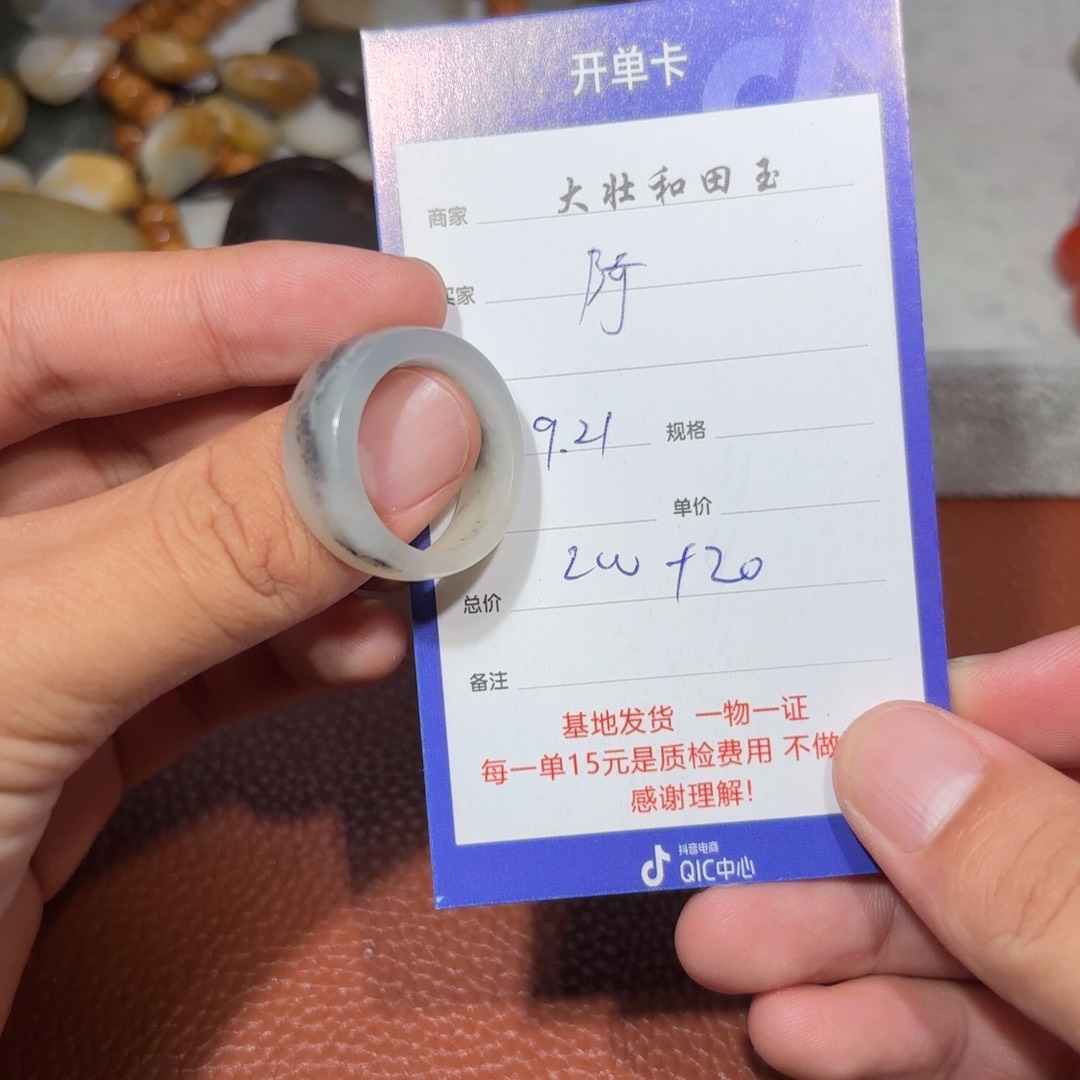 开单卡
商家 大壮和田玉
买家 阿
9.21 规格
单价
总价 200+20
备注
基地发货 一物一证
每一单15元是质检费用 不做
感谢理解!
抖音电商
QIC中心